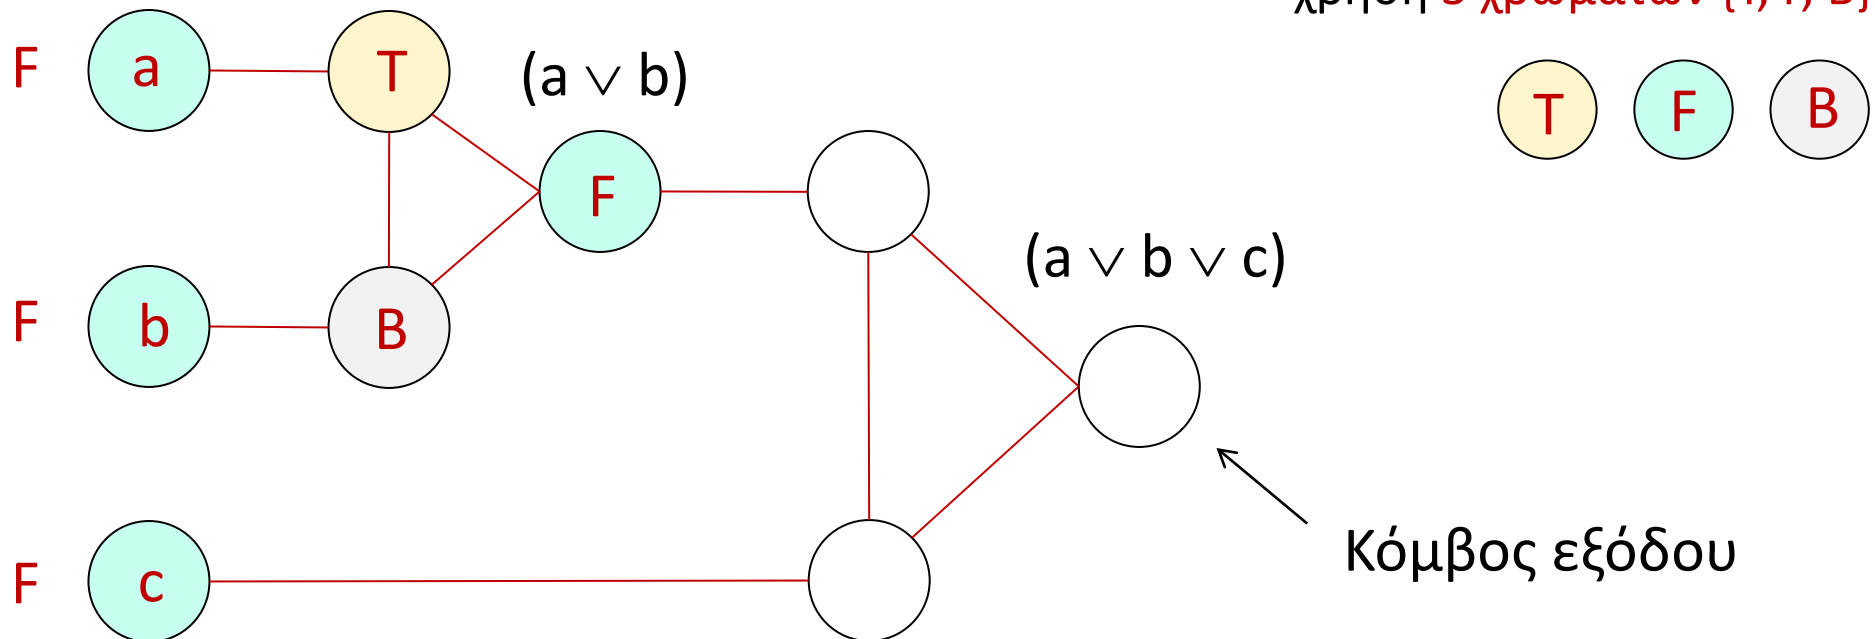 F a T (a ∨ b)
T F B
F
(a ∨ b ∨ c)
F b B
Κόμβος εξόδου
F c